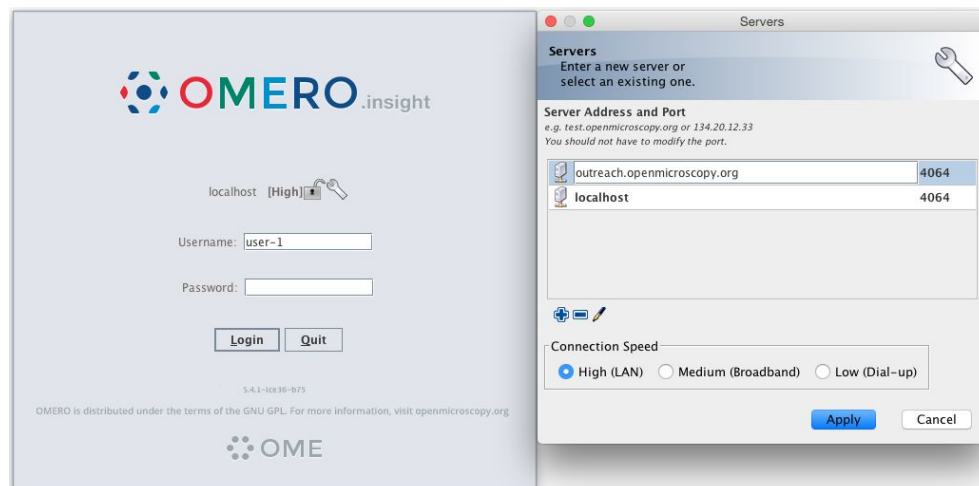 OMERO.insight
localhost [High]
Username: user-1
Password:
Login Quit
5.4.1-ice36-b75
OMERO is distributed under the terms of the GNU GPL. For more information, visit openmicroscopy.org
OME
Servers
Servers
Enter a new server or
select an existing one.
Server Address and Port
e.g. test.openmicroscopy.org or 134.20.12.33
You should not have to modify the port.
outreach.openmicroscopy.org 4064
localhost 4064
Connection Speed
High (LAN) Medium (Broadband) Low (Dial-up)
Apply Cancel